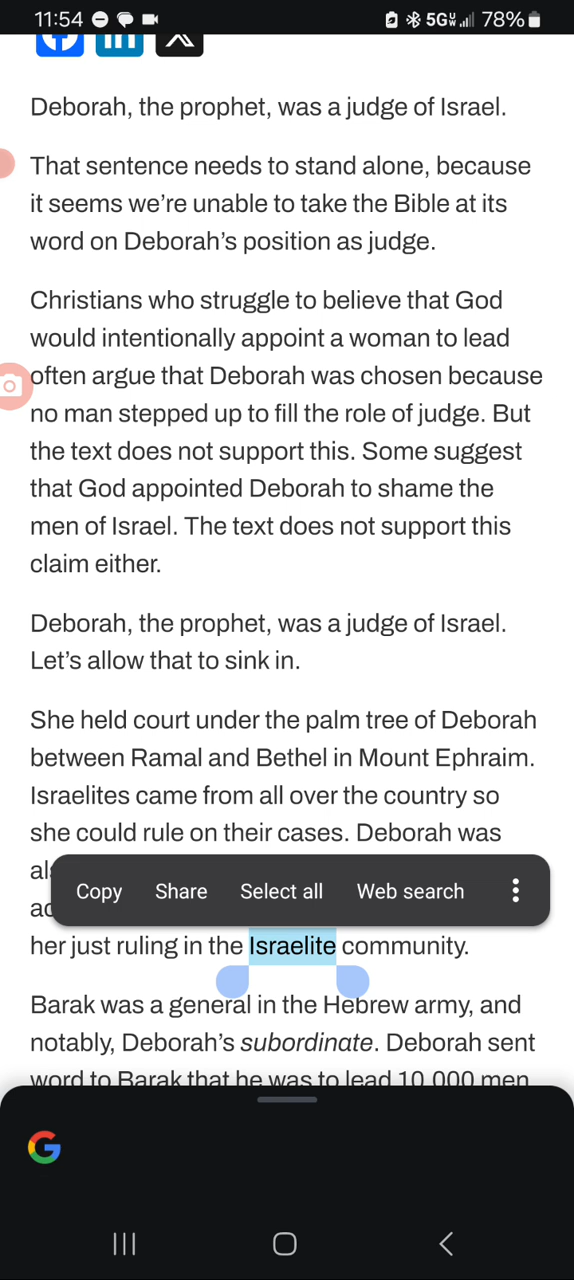 11:54 5G 78%
Deborah, the prophet, was a judge of Israel.
That sentence needs to stand alone, because
it seems we’re unable to take the Bible at its
word on Deborah’s position as judge.
Christians who struggle to believe that God
would intentionally appoint a woman to lead
often argue that Deborah was chosen because
no man stepped up to fill the role of judge. But
the text does not support this. Some suggest
that God appointed Deborah to shame the
men of Israel. The text does not support this
claim either.
Deborah, the prophet, was a judge of Israel.
Let’s allow that to sink in.
She held court under the palm tree of Deborah
between Ramal and Bethel in Mount Ephraim.
Israelites came from all over the country so
she could rule on their cases. Deborah was
Copy Share Select all Web search
her just ruling in the Israelite community.
Barak was a general in the Hebrew army, and
notably, Deborah’s subordinate. Deborah sent
word to Barak that he was to lead 10,000 men